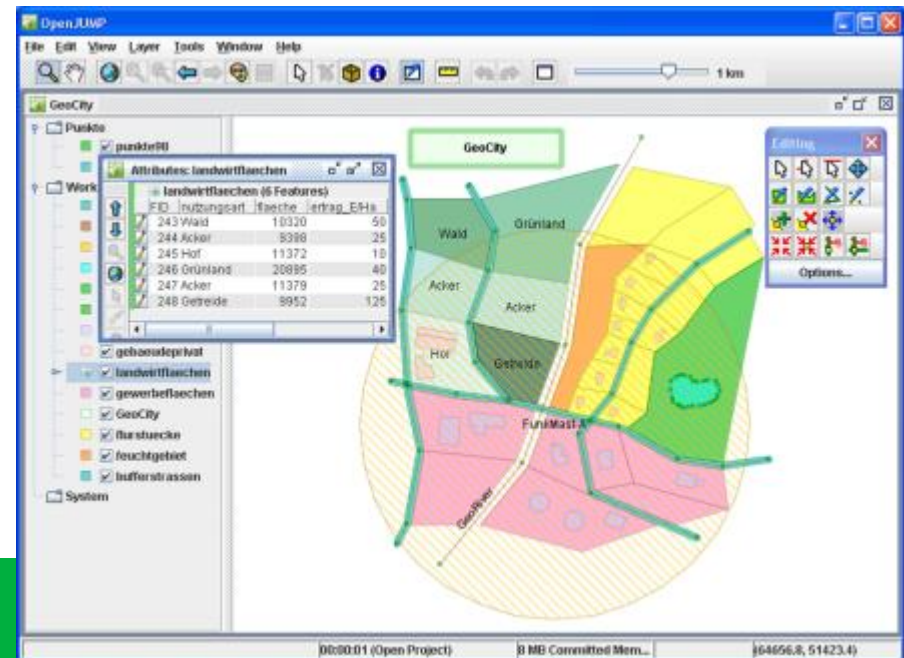 OpenJUMP
File Edit View Layer Tools Window Help
1 km
GeoCity
Punkte
punkte90
Work
Attributes: landwirtflaechen
landwirtflaechen (6 Features)
FID nutzungsart flaeche ertrag_E/Ha
243 Wald 10320 50
244 Acker 9398 25
245 Hof 11372 10
246 Grünland 20895 40
247 Acker 11379 25
248 Getreide 9952 125
gebaeudeprivat
landwirtflaechen
gewerbeflaechen
GeoCity
flurstuecke
feuchtgebiet
bufferstrassen
System
GeoCity
Wald
Grünland
Acker
Acker
Hof
Getreide
FunkMast A
GeoRiver
Editing
Options...
00:00:01 (Open Project) 8 MB Committed Mem... (64656.8, 51423.4)